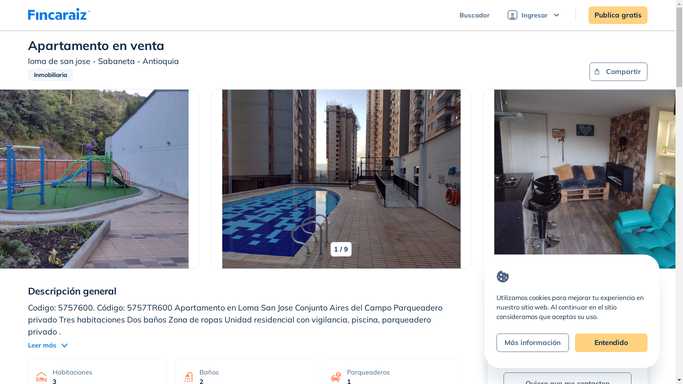 Fincaraiz
Buscador
Ingresar
Publica gratis
Apartamento en venta
loma de san jose - Sabaneta - Antioquia
Inmobiliaria
Compartir
1 / 9
Descripción general
Codigo: 5757600. Código: 5757TR600 Apartamento en Loma San Jose Conjunto Aires del Campo Parqueadero
privado Tres habitaciones Dos baños Zona de ropas Unidad residencial con vigilancia, piscina, parqueadero
privado .
Leer más
Habitaciones
3
Baños
2
Parqueaderos
1
Utilizamos cookies para mejorar tu experiencia en
nuestro sitio web. Al continuar en el sitio
consideramos que aceptas su uso.
Más información
Entendido
Quiero que me contacten